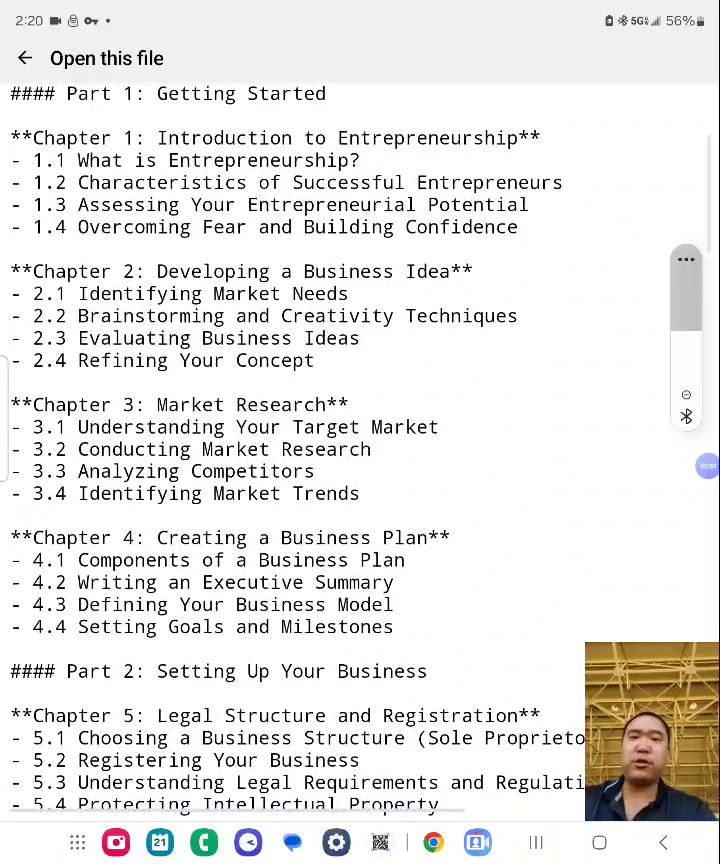 2:20
5G 56%
Open this file
#### Part 1: Getting Started
**Chapter 1: Introduction to Entrepreneurship**
- 1.1 What is Entrepreneurship?
- 1.2 Characteristics of Successful Entrepreneurs
- 1.3 Assessing Your Entrepreneurial Potential
- 1.4 Overcoming Fear and Building Confidence
**Chapter 2: Developing a Business Idea**
- 2.1 Identifying Market Needs
- 2.2 Brainstorming and Creativity Techniques
- 2.3 Evaluating Business Ideas
- 2.4 Refining Your Concept
**Chapter 3: Market Research**
- 3.1 Understanding Your Target Market
- 3.2 Conducting Market Research
- 3.3 Analyzing Competitors
- 3.4 Identifying Market Trends
**Chapter 4: Creating a Business Plan**
- 4.1 Components of a Business Plan
- 4.2 Writing an Executive Summary
- 4.3 Defining Your Business Model
- 4.4 Setting Goals and Milestones
#### Part 2: Setting Up Your Business
**Chapter 5: Legal Structure and Registration**
- 5.1 Choosing a Business Structure (Sole Proprieto
- 5.2 Registering Your Business
- 5.3 Understanding Legal Requirements and Regulati
- 5.4 Protecting Intellectual Property
21